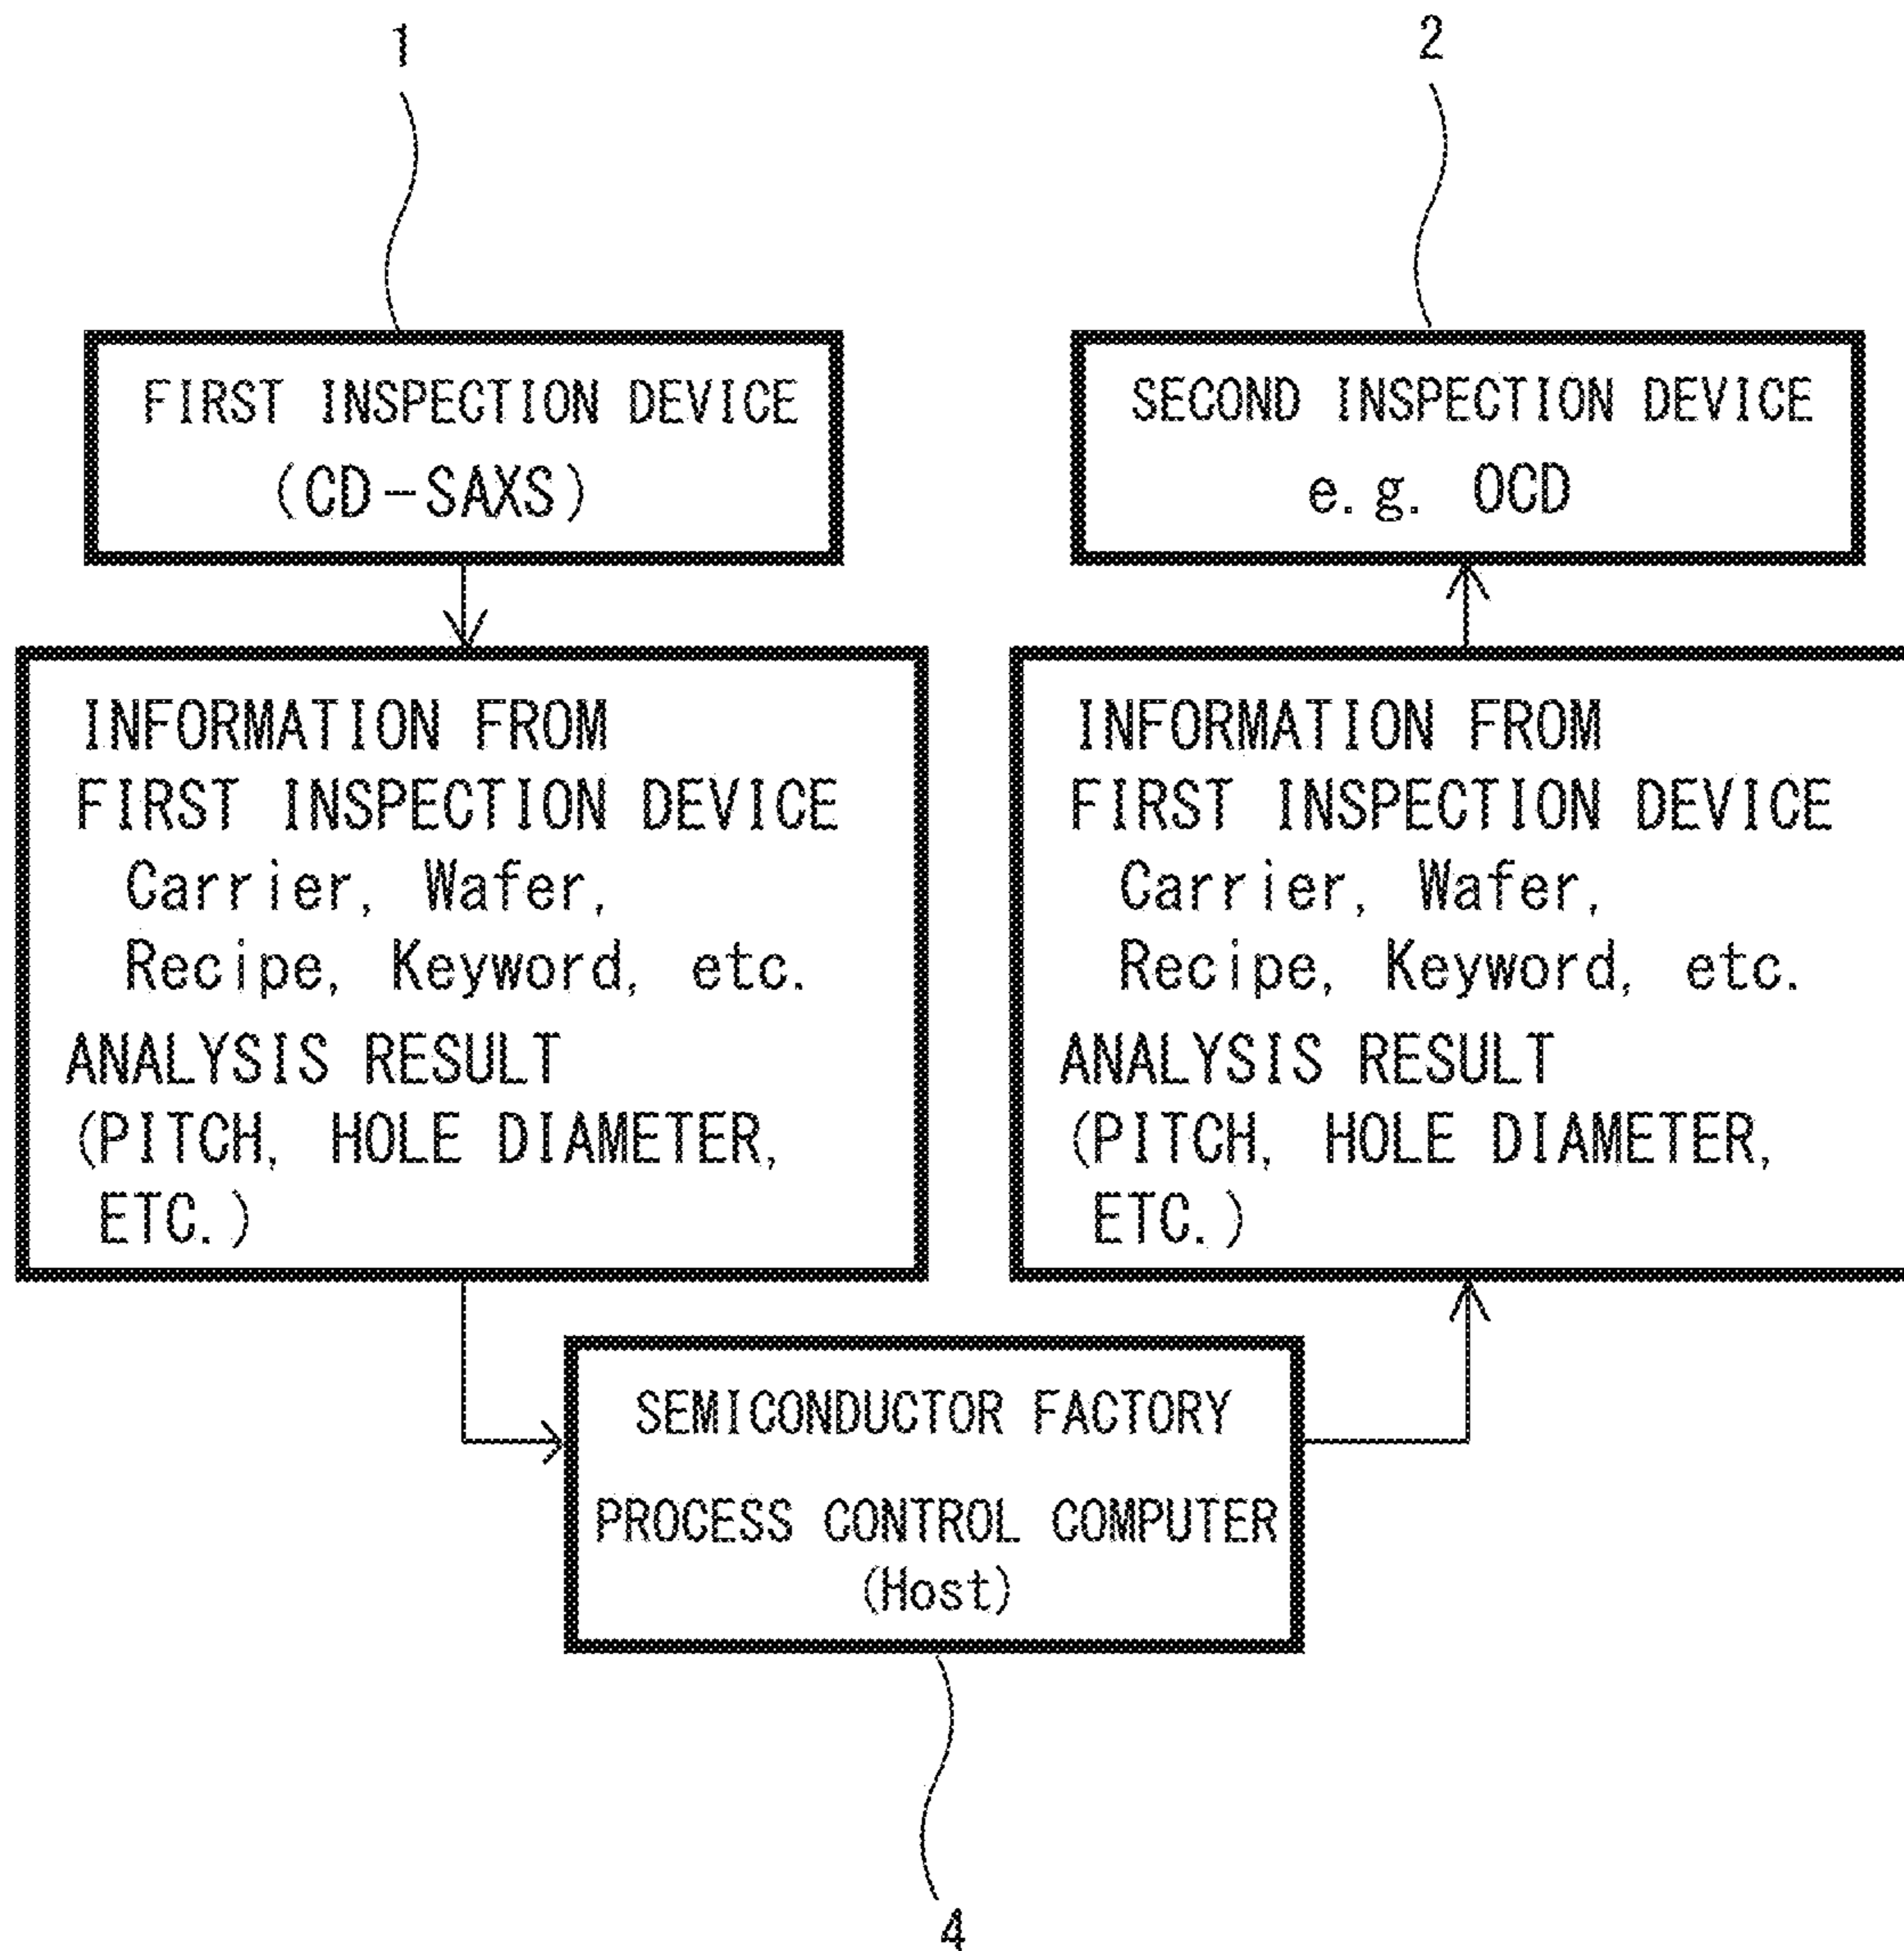 1
2
FIRST INSPECTION DEVICE
(CD-SAXS)
SECOND INSPECTION DEVICE
e.g. OCD
INFORMATION FROM
FIRST INSPECTION DEVICE
Carrier, Wafer,
Recipe, Keyword, etc.
ANALYSIS RESULT
(PITCH, HOLE DIAMETER,
ETC.)
INFORMATION FROM
FIRST INSPECTION DEVICE
Carrier, Wafer,
Recipe, Keyword, etc.
ANALYSIS RESULT
(PITCH, HOLE DIAMETER,
ETC.)
SEMICONDUCTOR FACTORY
PROCESS CONTROL COMPUTER
(Host)
4